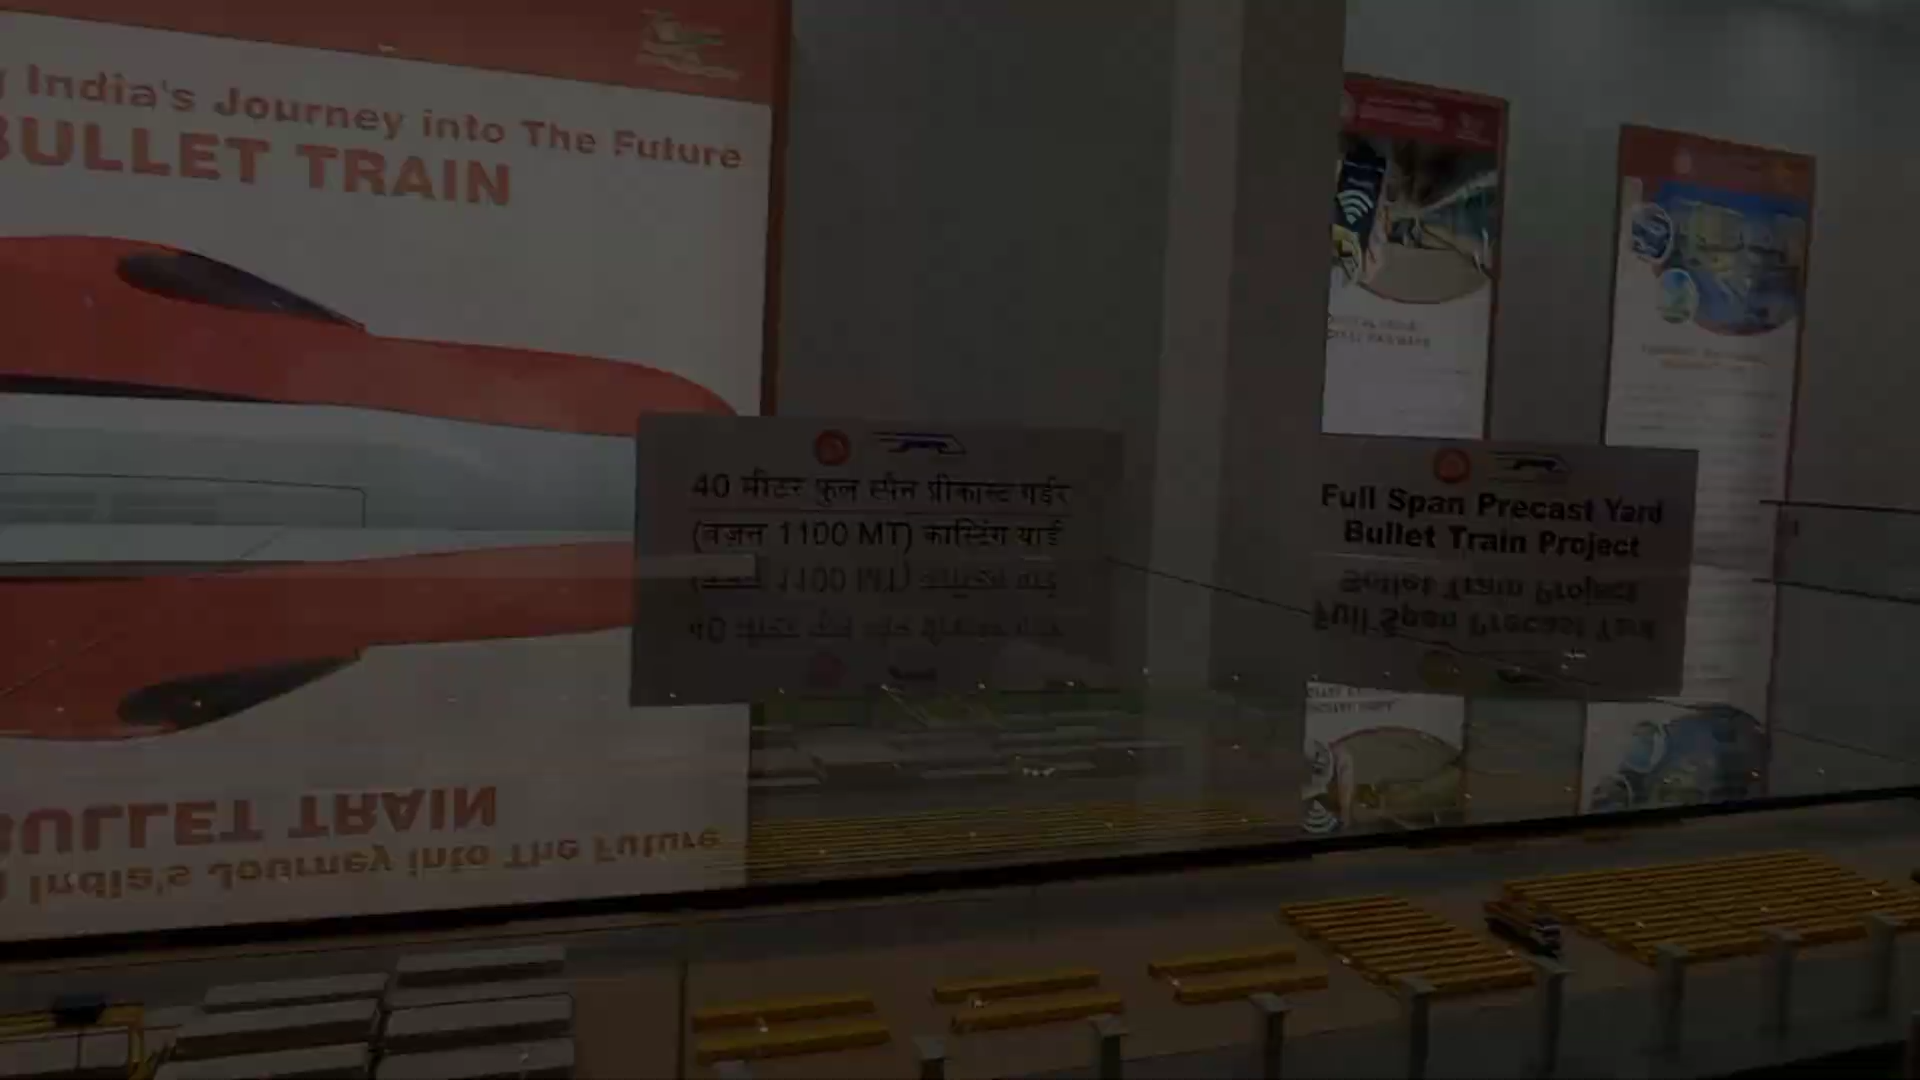 India's Journey into The Future
BULLET TRAIN
40 मीटर फुल स्पैन प्रीकास्ट गर्डर
(वजन 1100 MT) कास्टिंग यार्ड
Full Span Precast Yard
Bullet Train Project